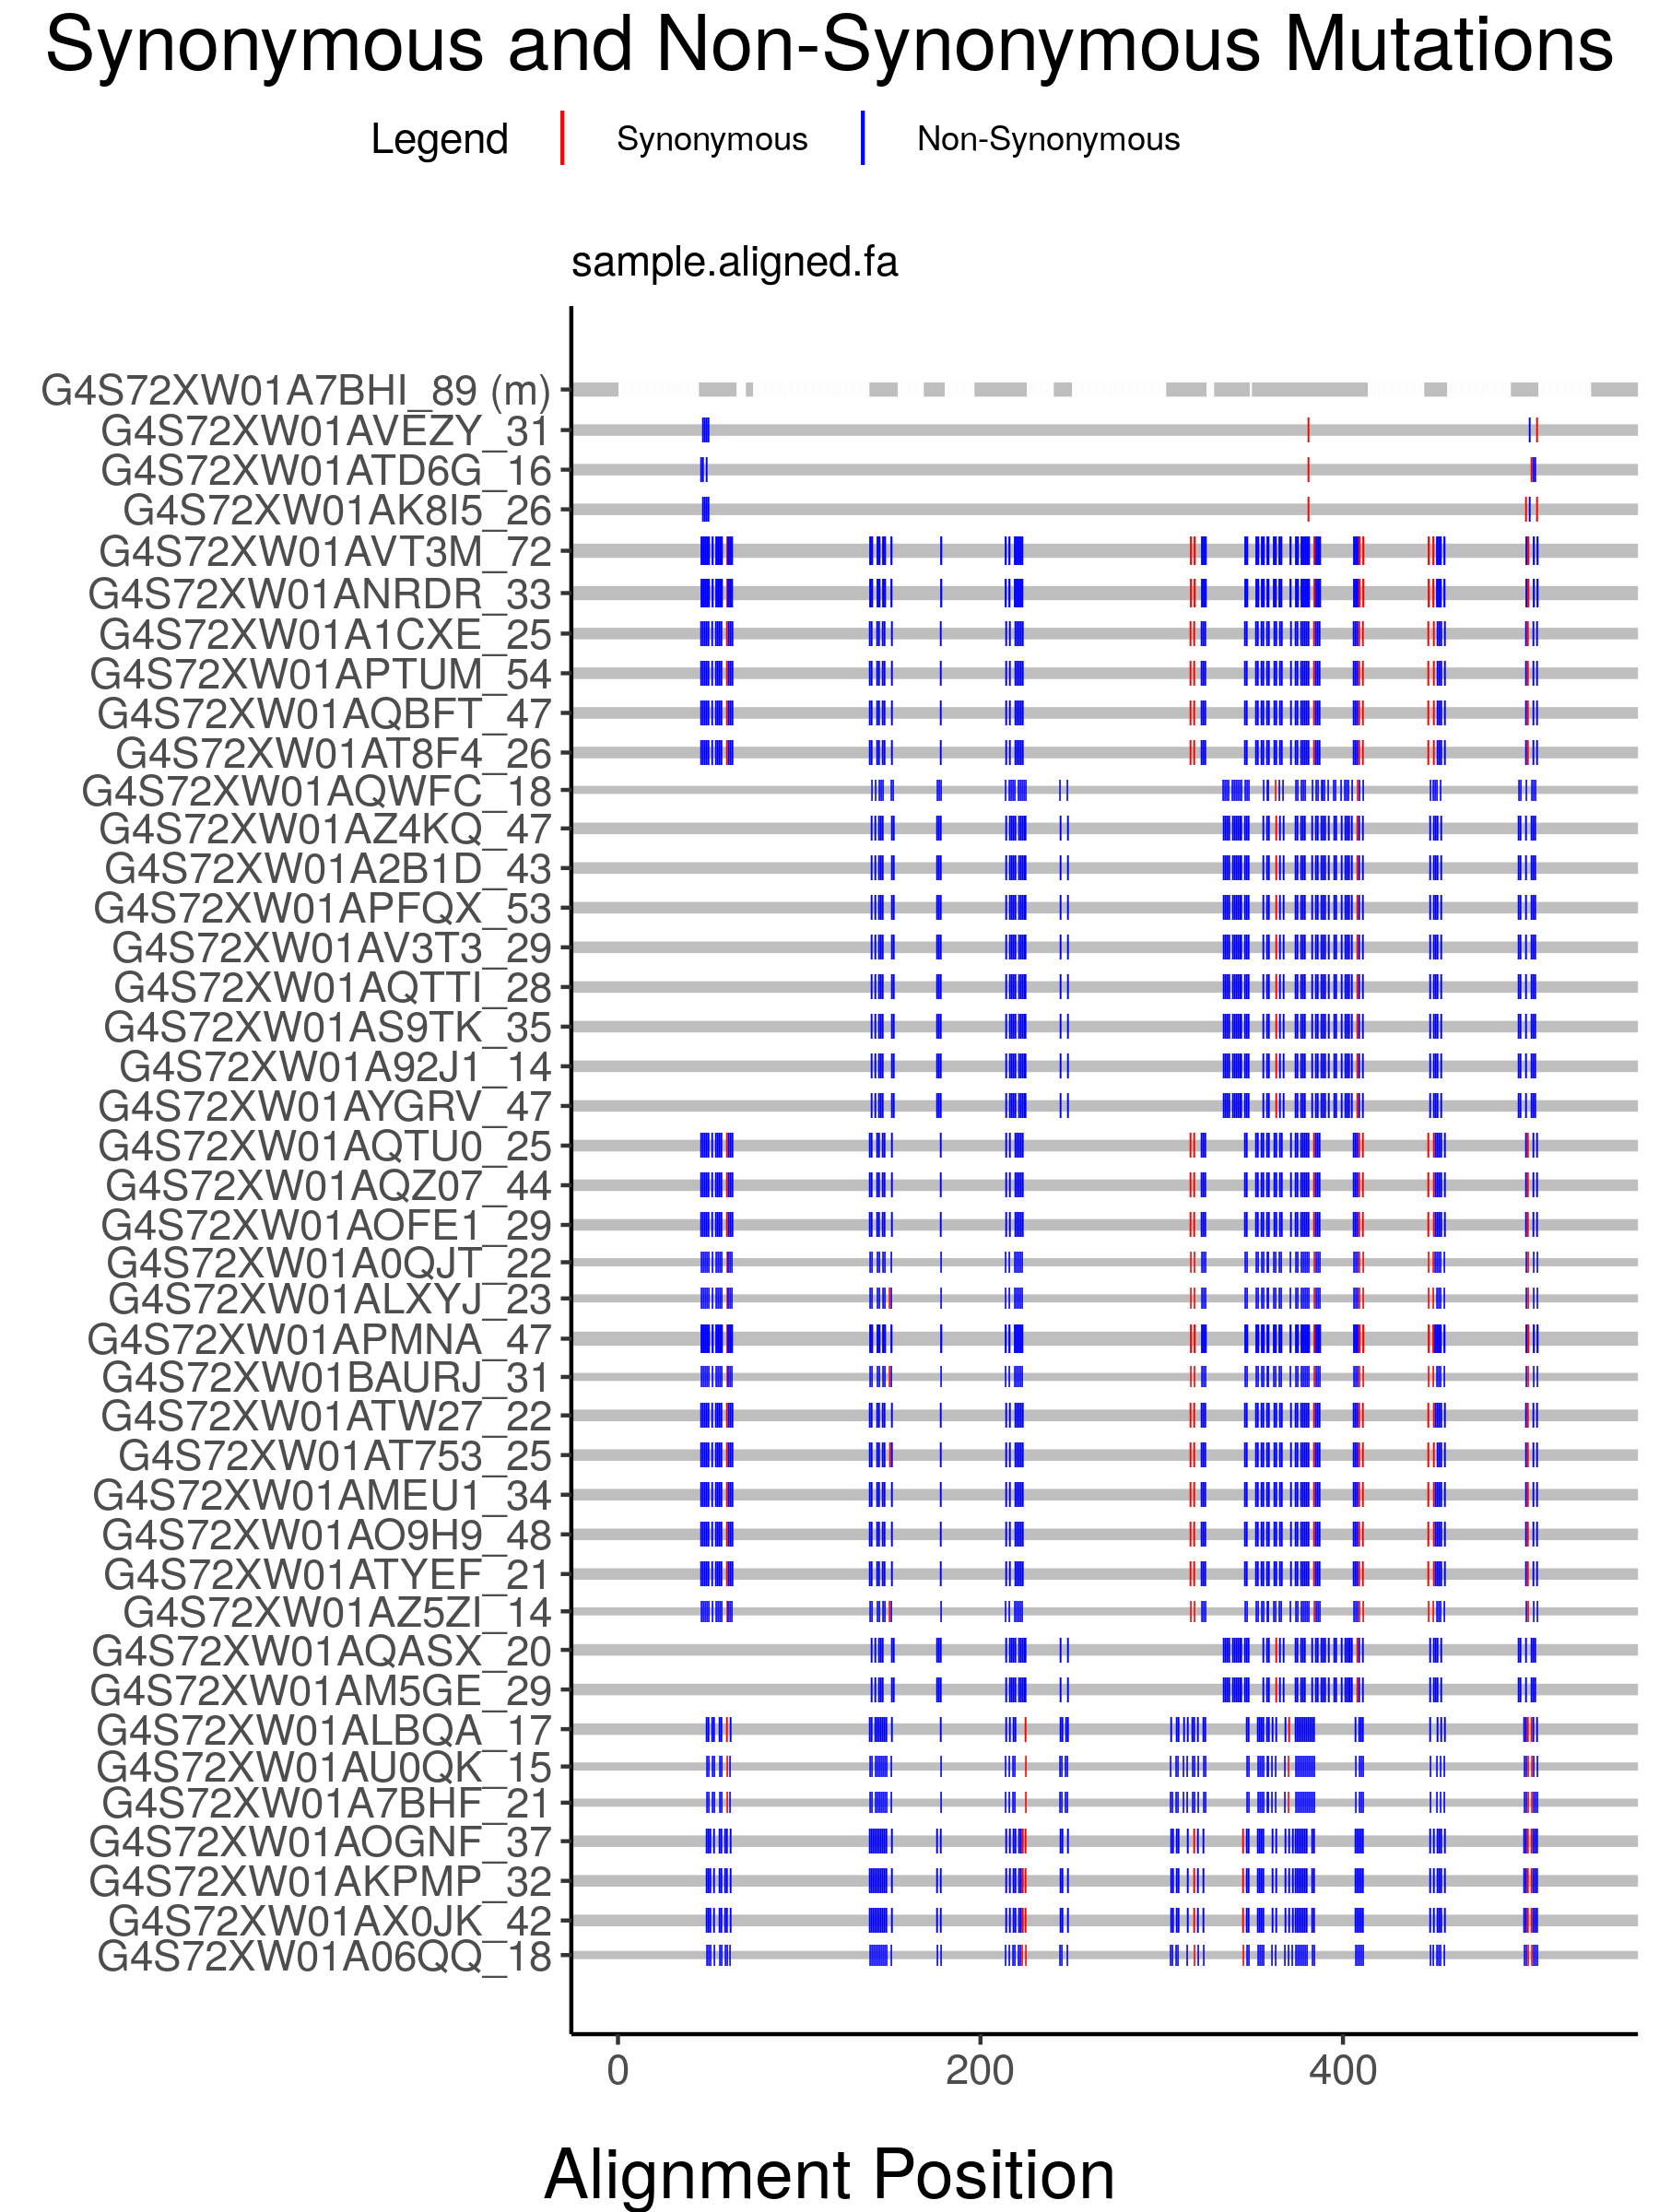 Synonymous and Non-Synonymous Mutations
Legend Synonymous Non-Synonymous
sample.aligned.fa
G4S72XW01A7BHI_89 (m)
G4S72XW01AVEZY_31
G4S72XW01ATD6G_16
G4S72XW01AK8I5_26
G4S72XW01AVT3M_72
G4S72XW01ANRDR_33
G4S72XW01A1CXE_25
G4S72XW01APTUM_54
G4S72XW01AQBFT_47
G4S72XW01AT8F4_26
G4S72XW01AQWFC_18
G4S72XW01AZ4KQ_47
G4S72XW01A2B1D_43
G4S72XW01APFQX_53
G4S72XW01AV3T3_29
G4S72XW01AQTTI_28
G4S72XW01AS9TK_35
G4S72XW01A92J1_14
G4S72XW01AYGRV_47
G4S72XW01AQTU0_25
G4S72XW01AQZ07_44
G4S72XW01AOFE1_29
G4S72XW01A0QJT_22
G4S72XW01ALXYJ_23
G4S72XW01APMNA_47
G4S72XW01BAURJ_31
G4S72XW01ATW27_22
G4S72XW01AT753_25
G4S72XW01AMEU1_34
G4S72XW01AO9H9_48
G4S72XW01ATYEF_21
G4S72XW01AZ5ZI_14
G4S72XW01AQASX_20
G4S72XW01AM5GE_29
G4S72XW01ALBQA_17
G4S72XW01AU0QK_15
G4S72XW01A7BHF_21
G4S72XW01AOGNF_37
G4S72XW01AKPMP_32
G4S72XW01AX0JK_42
G4S72XW01A06QQ_18
0 200 400
Alignment Position